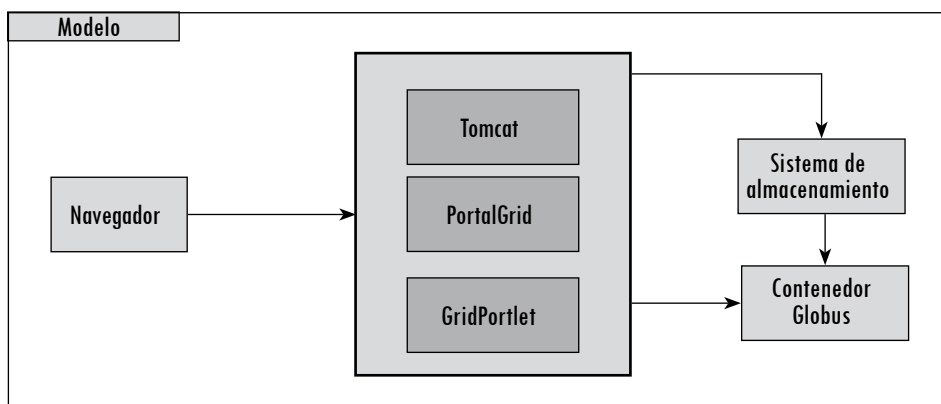 Modelo
Tomcat
Sistema de
almacenamiento
Navegador
PortalGrid
GridPortlet
Contenedor
Globus